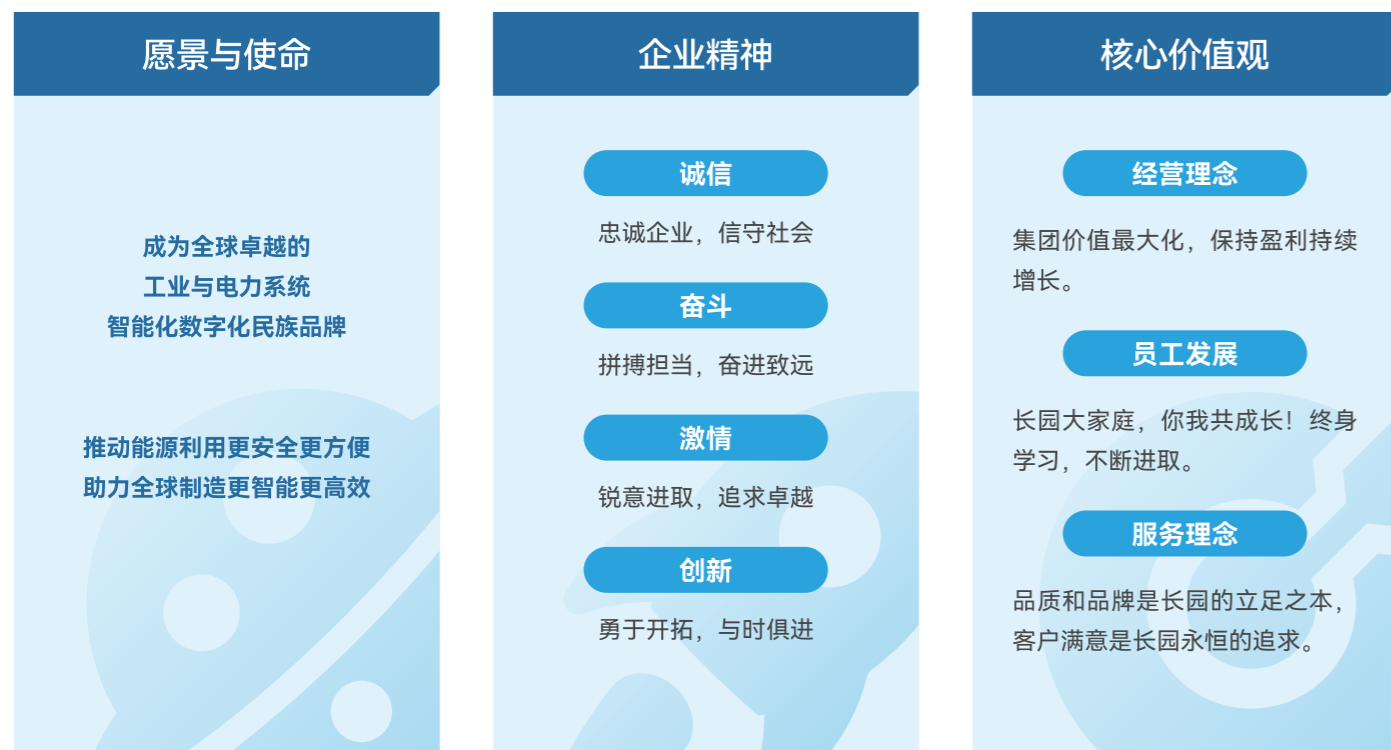 愿景与使命
成为全球卓越的
工业与电力系统
智能化数字化民族品牌
推动能源利用更安全更方便
助力全球制造更智能更高效
企业精神
诚信
忠诚企业，信守社会
奋斗
拼搏担当，奋进致远
激情
锐意进取，追求卓越
创新
勇于开拓，与时俱进
核心价值观
经营理念
集团价值最大化，保持盈利持续
增长。
员工发展
长园大家庭，你我共成长！终身
学习，不断进取。
服务理念
品质和品牌是长园的立足之本，
客户满意是长园永恒的追求。